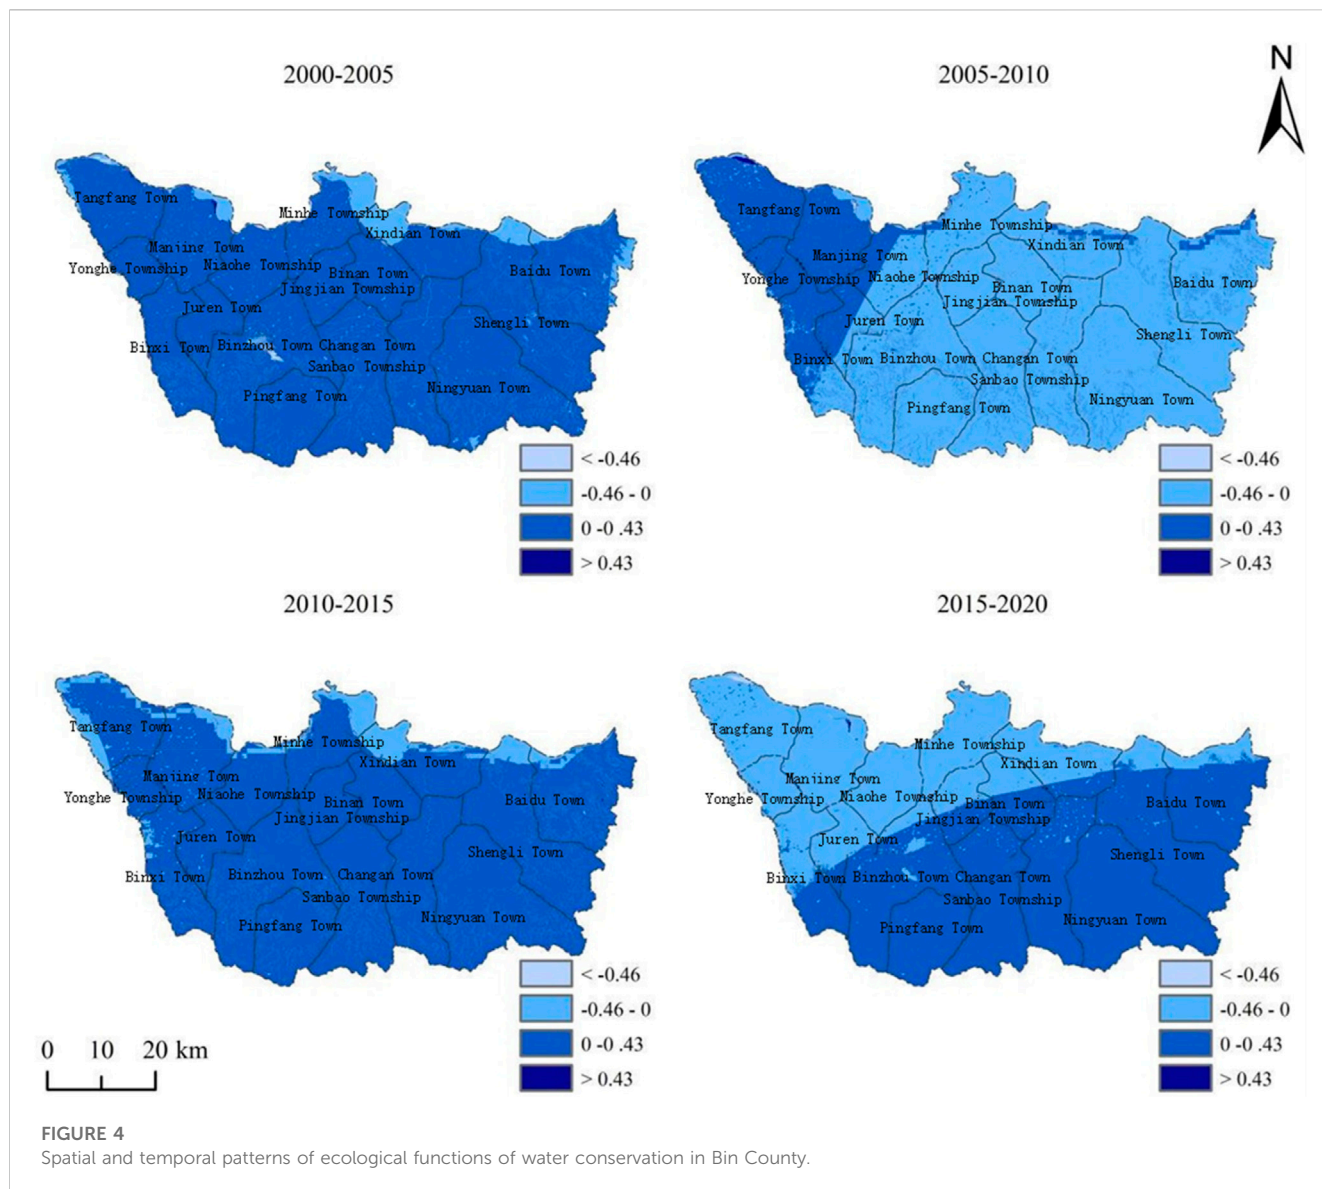 2000-2005
2005-2010
N
Tangfang Town
Minhe Township
Xindian Town
Manjing Town
Yonghe Township
Niaohe Township
Binan Town
Baidu Town
Jingjian Township
Juren Town
Shengli Town
Binxi Town
Binzhou Town
Changan Town
Sanbao Township
Ningyuan Town
Pingfang Town
< -0.46
-0.46 - 0
0 -0 .43
> 0.43
Tangfang Town
Minhe Township
Xindian Town
Manjing Town
Yonghe Township
Niaohe Township
Binan Town
Baidu Town
Jingjian Township
Juren Town
Shengli Town
Binxi Town
Binzhou Town
Changan Town
Sanbao Township
Ningyuan Town
Pingfang Town
< -0.46
-0.46 - 0
0 -0 .43
> 0.43
2010-2015
2015-2020
Tangfang Town
Minhe Township
Xindian Town
Manjing Town
Yonghe Township
Niaohe Township
Binan Town
Baidu Town
Jingjian Township
Juren Town
Shengli Town
Binxi Town
Binzhou Town
Changan Town
Sanbao Township
Ningyuan Town
Pingfang Town
< -0.46
-0.46 - 0
0 -0 .43
> 0.43
Tangfang Town
Minhe Township
Xindian Town
Manjing Town
Yonghe Township
Niaohe Township
Binan Town
Baidu Town
Jingjian Township
Juren Town
Shengli Town
Binxi Town
Binzhou Town
Changan Town
Sanbao Township
Ningyuan Town
Pingfang Town
< -0.46
-0.46 - 0
0 -0 .43
> 0.43
0 10 20 km
FIGURE 4
Spatial and temporal patterns of ecological functions of water conservation in Bin County.